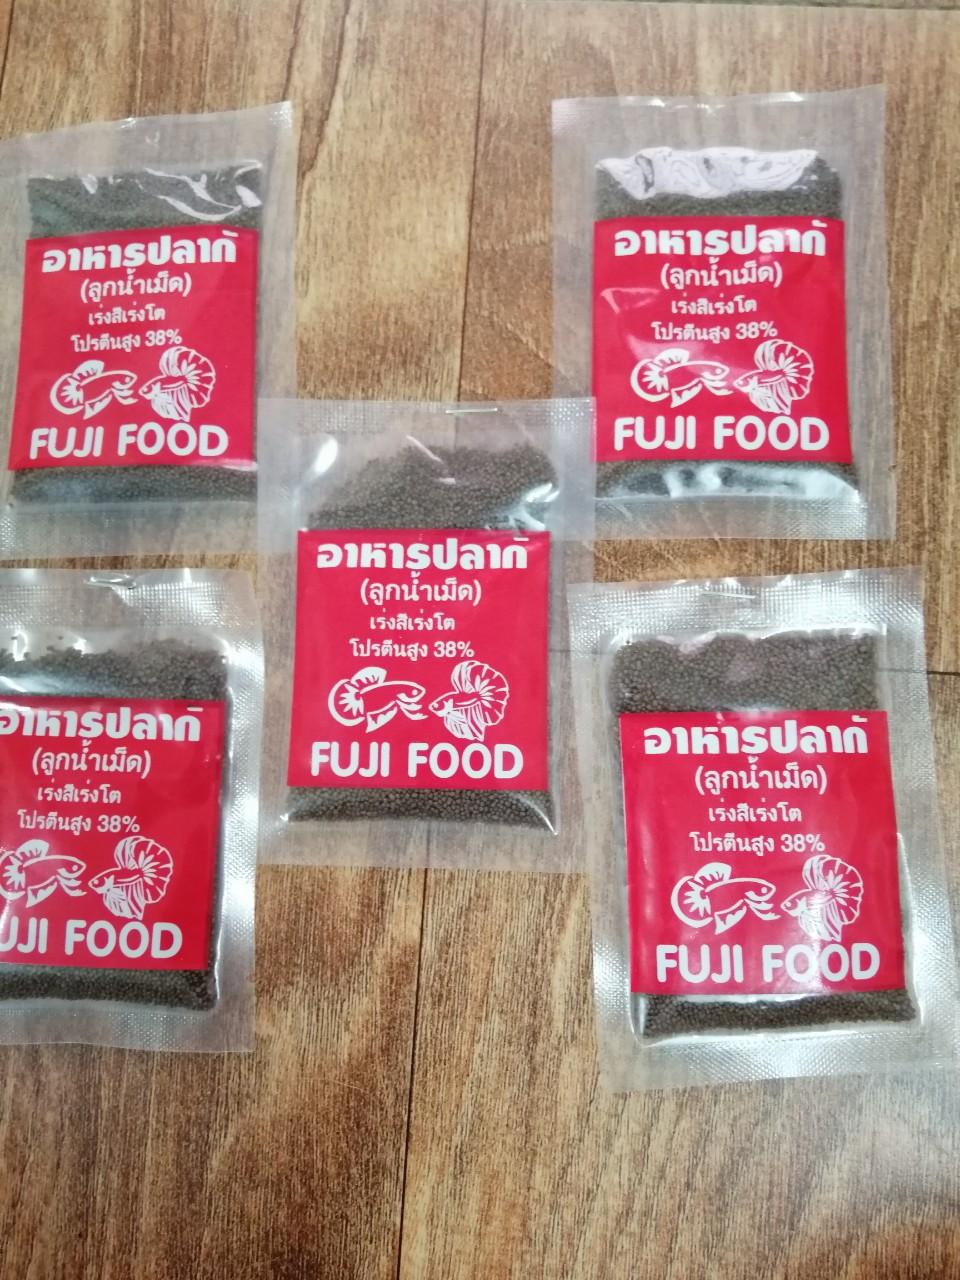 อาหารปลากั
(ลูกน้ำเม็ด)
เร่งสีเร่งโต
โปรตีนสูง 38%
FUJI FOOD
อาหารปลากั
(ลูกน้ำเม็ด)
เร่งสีเร่งโต
โปรตีนสูง 38%
FUJI FOOD
อาหารปลากั
(ลูกน้ำเม็ด)
เร่งสีเร่งโต
โปรตีนสูง 38%
FUJI FOOD
อาหารปลากั
(ลูกน้ำเม็ด)
เร่งสีเร่งโต
โปรตีนสูง 38%
UJI FOOD
อาหารปลากั
(ลูกน้ำเม็ด)
เร่งสีเร่งโต
โปรตีนสูง 38%
FUJI FOOD